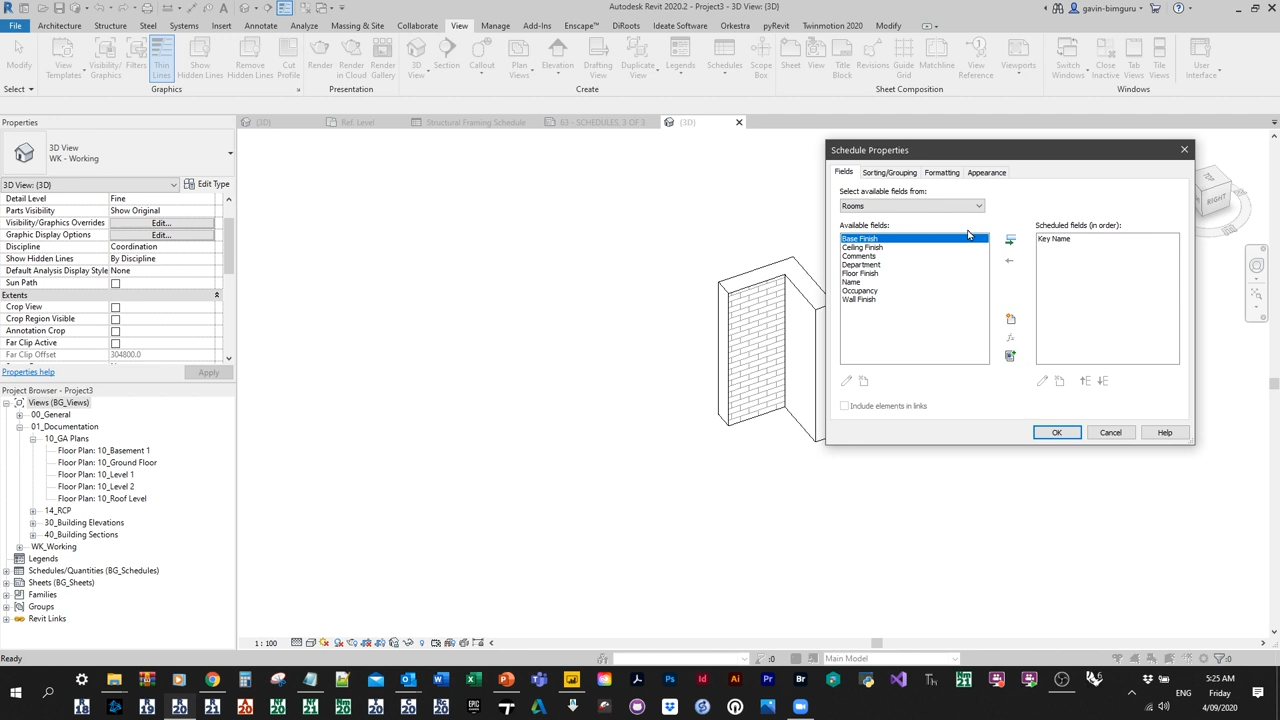 Autodesk Revit 2020.2 - Project3 - 3D View: {3D}
gavin-bimguru
File Architecture Structure Steel Systems Insert Annotate Analyze Massing & Site Collaborate View Manage Add-Ins Enscape™ DiRoots Ideate Software Orkestra pyRevit Twinmotion 2020 Modify
Modify View Templates Visibility/ Graphics Filters Thin Lines Show Hidden Lines Remove Hidden Lines Cut Profile Render Render in Cloud Render Gallery 3D View Section Callout Plan Views Elevation Drafting View Duplicate View Legends Schedules Scope Box Sheet View Title Block Revisions Guide Grid Matchline View Reference Viewports Switch Windows Close Inactive Tab Views Tile Views User Interface
Select Graphics Presentation Create Sheet Composition Windows
Properties
{3D} Ref. Level Structural Framing Schedule 63 - SCHEDULES, 3 OF 3 {3D}
3D View
WK - Working
3D View: {3D} Edit Type
Detail Level Fine
Parts Visibility Show Original
Visibility/Graphics Overrides Edit...
Graphic Display Options Edit...
Discipline Coordination
Show Hidden Lines By Discipline
Default Analysis Display Style None
Sun Path
Extents
Crop View
Crop Region Visible
Annotation Crop
Far Clip Active
Far Clip Offset 304800.0
Properties help Apply
Project Browser - Project3
Views (BG_Views)
00_General
01_Documentation
10_GA Plans
Floor Plan: 10_Basement 1
Floor Plan: 10_Ground Floor
Floor Plan: 10_Level 1
Floor Plan: 10_Level 2
Floor Plan: 10_Roof Level
14_RCP
30_Building Elevations
40_Building Sections
WK_Working
Legends
Schedules/Quantities (BG_Schedules)
Sheets (BG_Sheets)
Families
Groups
Revit Links
Schedule Properties
Fields Sorting/Grouping Formatting Appearance
Select available fields from:
Rooms
Available fields: Scheduled fields (in order):
Base Finish Key Name
Ceiling Finish
Comments
Department
Floor Finish
Name
Occupancy
Wall Finish
Include elements in links
OK Cancel Help
RIGHT
1 : 100
Ready :0 Main Model :0
5:25 AM
ENG Friday
4/09/2020